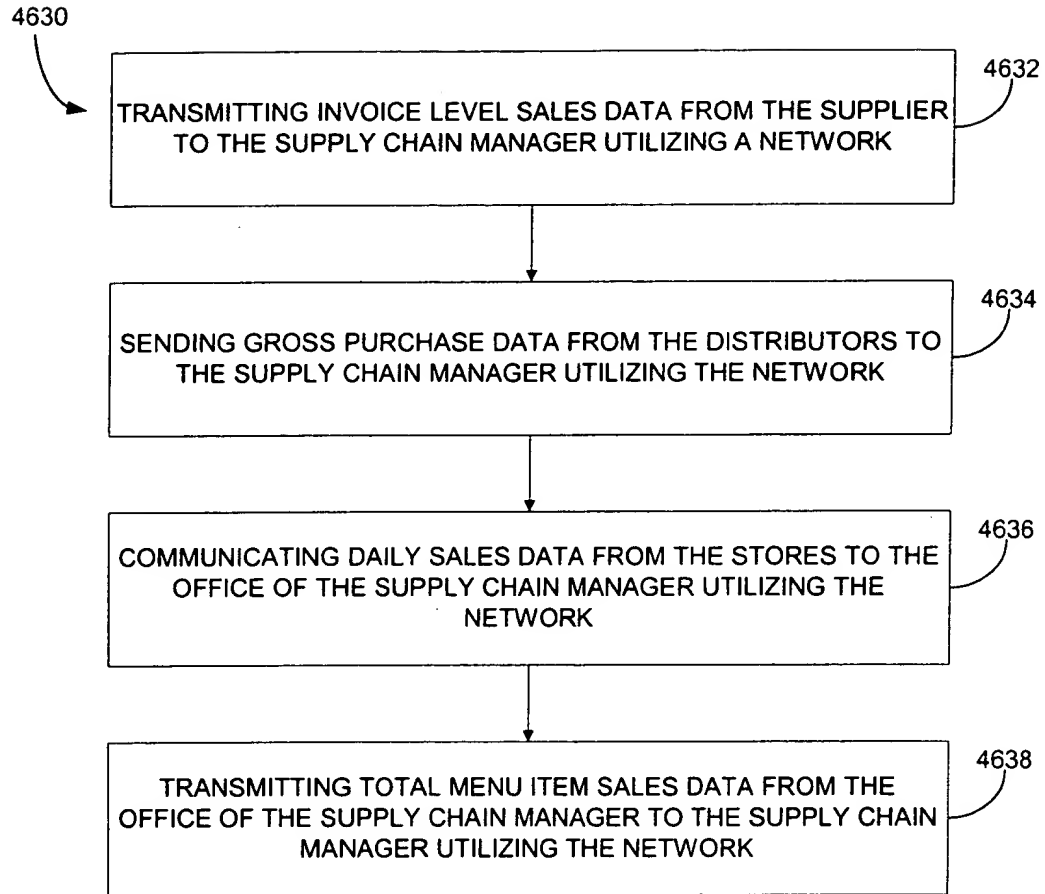 4630
4632
TRANSMITTING INVOICE LEVEL SALES DATA FROM THE SUPPLIER
TO THE SUPPLY CHAIN MANAGER UTILIZING A NETWORK
4634
SENDING GROSS PURCHASE DATA FROM THE DISTRIBUTORS TO
THE SUPPLY CHAIN MANAGER UTILIZING THE NETWORK
4636
COMMUNICATING DAILY SALES DATA FROM THE STORES TO THE
OFFICE OF THE SUPPLY CHAIN MANAGER UTILIZING THE
NETWORK
4638
TRANSMITTING TOTAL MENU ITEM SALES DATA FROM THE
OFFICE OF THE SUPPLY CHAIN MANAGER TO THE SUPPLY CHAIN
MANAGER UTILIZING THE NETWORK